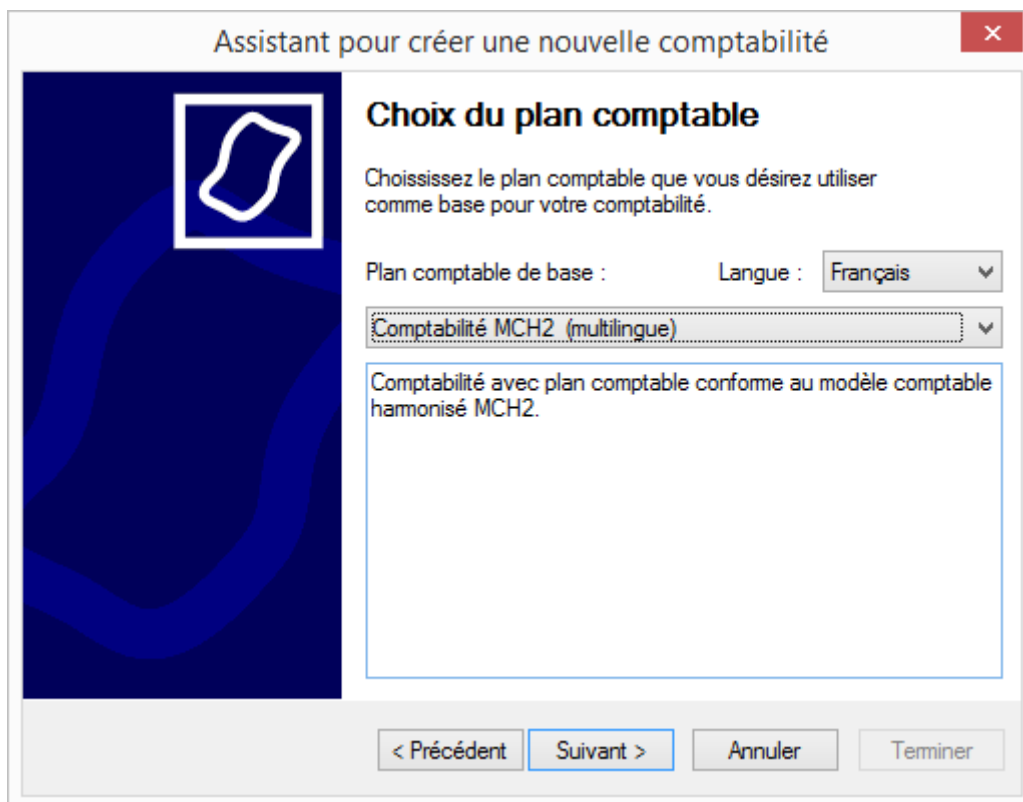 Assistant pour créer une nouvelle comptabilité
Choix du plan comptable
Choississez le plan comptable que vous désirez utiliser
comme base pour votre comptabilité.
Plan comptable de base : Langue : Français
Comptabilité MCH2 (multilingue)
Comptabilité avec plan comptable conforme au modèle comptable
harmonisé MCH2.
< Précédent Suivant > Annuler Terminer